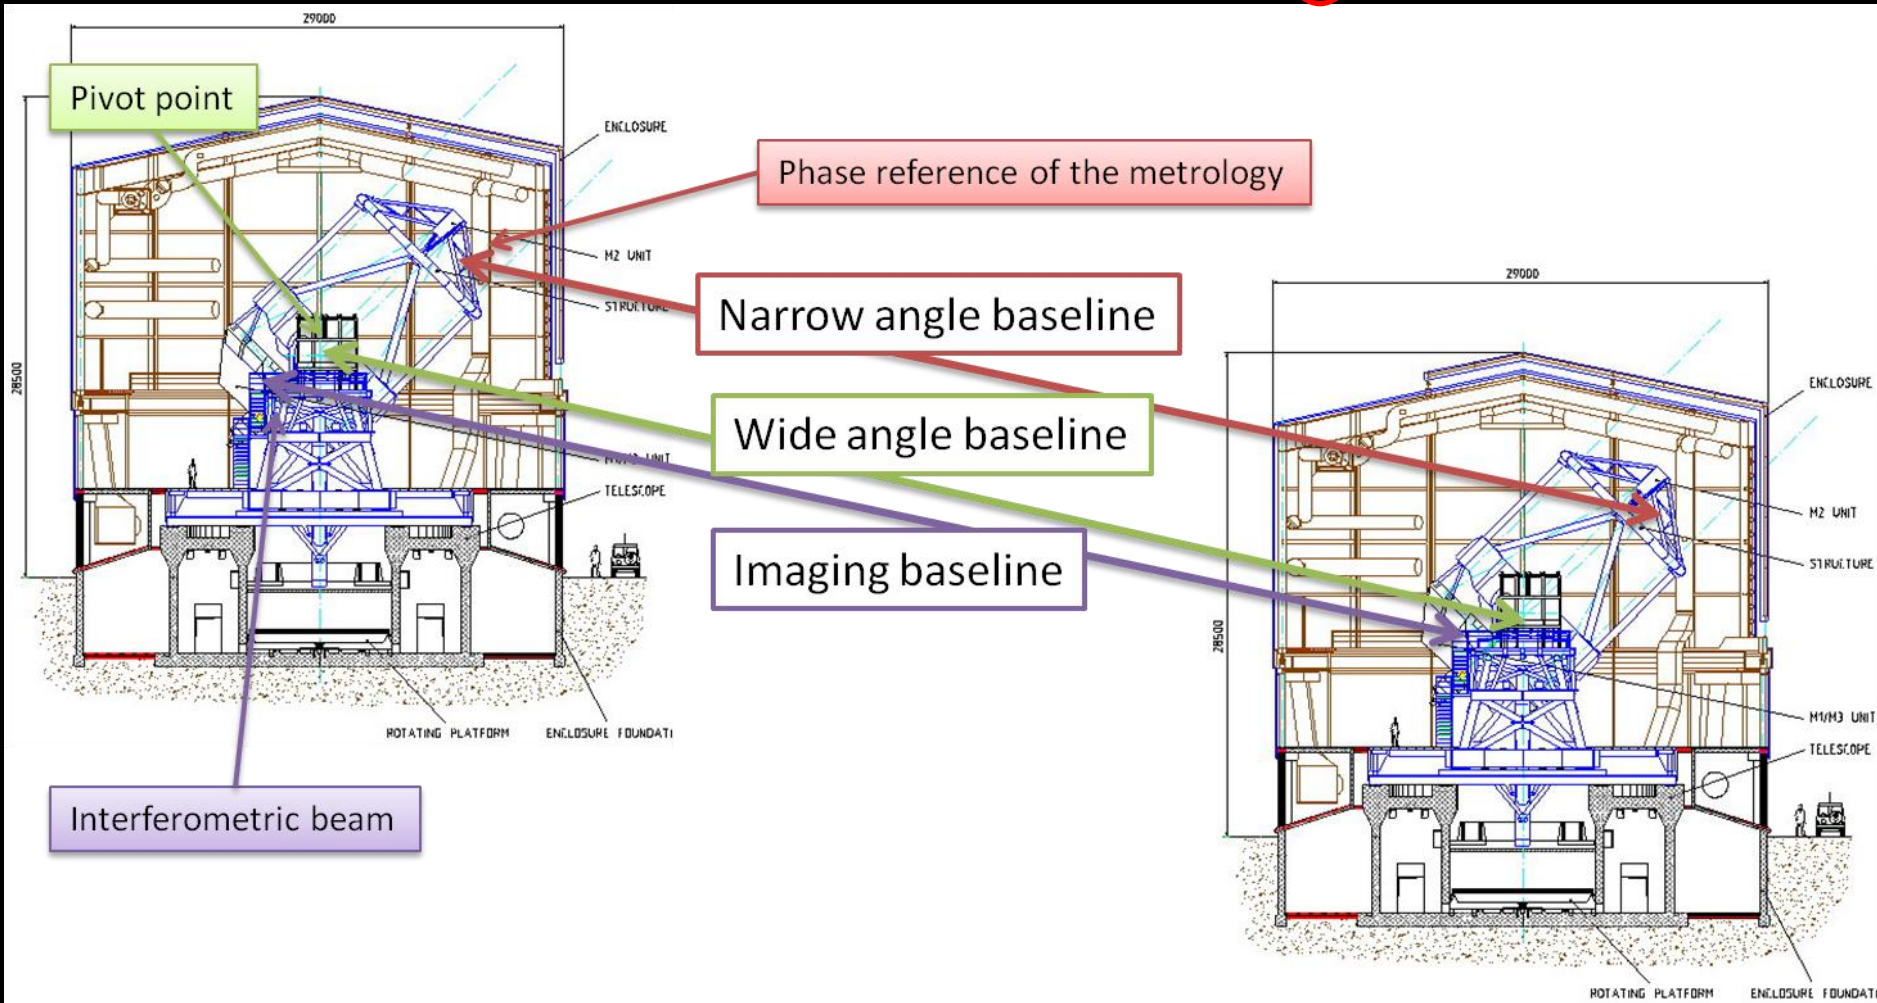 29000
Pivot point
ENCLOSURE
Phase reference of the metrology
M2 UNIT
STRUCTURE
28500
Narrow angle baseline
29000
ENCLOSURE
Wide angle baseline
UNIT
TELESCOPE
M2 UNIT
Imaging baseline
STRUCTURE
28500
ROTATING PLATFORM
ENCLOSURE FOUNDATI
M1/M3 UNIT
TELESCOPE
Interferometric beam
ROTATING PLATFORM
ENCLOSURE FOUNDATI